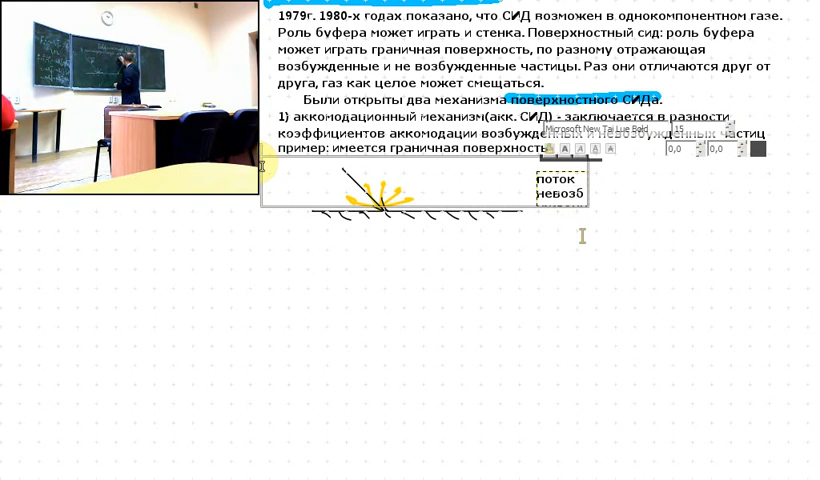 1979г. 1980-х годах показано, что СИД возможен в однокомпонентном газе.
Роль буфера может играть и стенка. Поверхностный сид: роль буфера
может играть граничная поверхность, по разному отражающая
возбужденные и не возбужденные частицы. Раз они отличаются друг от
друга, газ как целое может смещаться.
Были открыты два механизма поверхностного СИДа.
1) аккомодационный механизм(акк. СИД) - заключается в разности
коэффициентов аккомодации возбужденных и невозбужденных частиц
Microsoft New Tai Lue Bold 15
пример: имеется граничная поверхность
0,0 0,0
поток
невозб